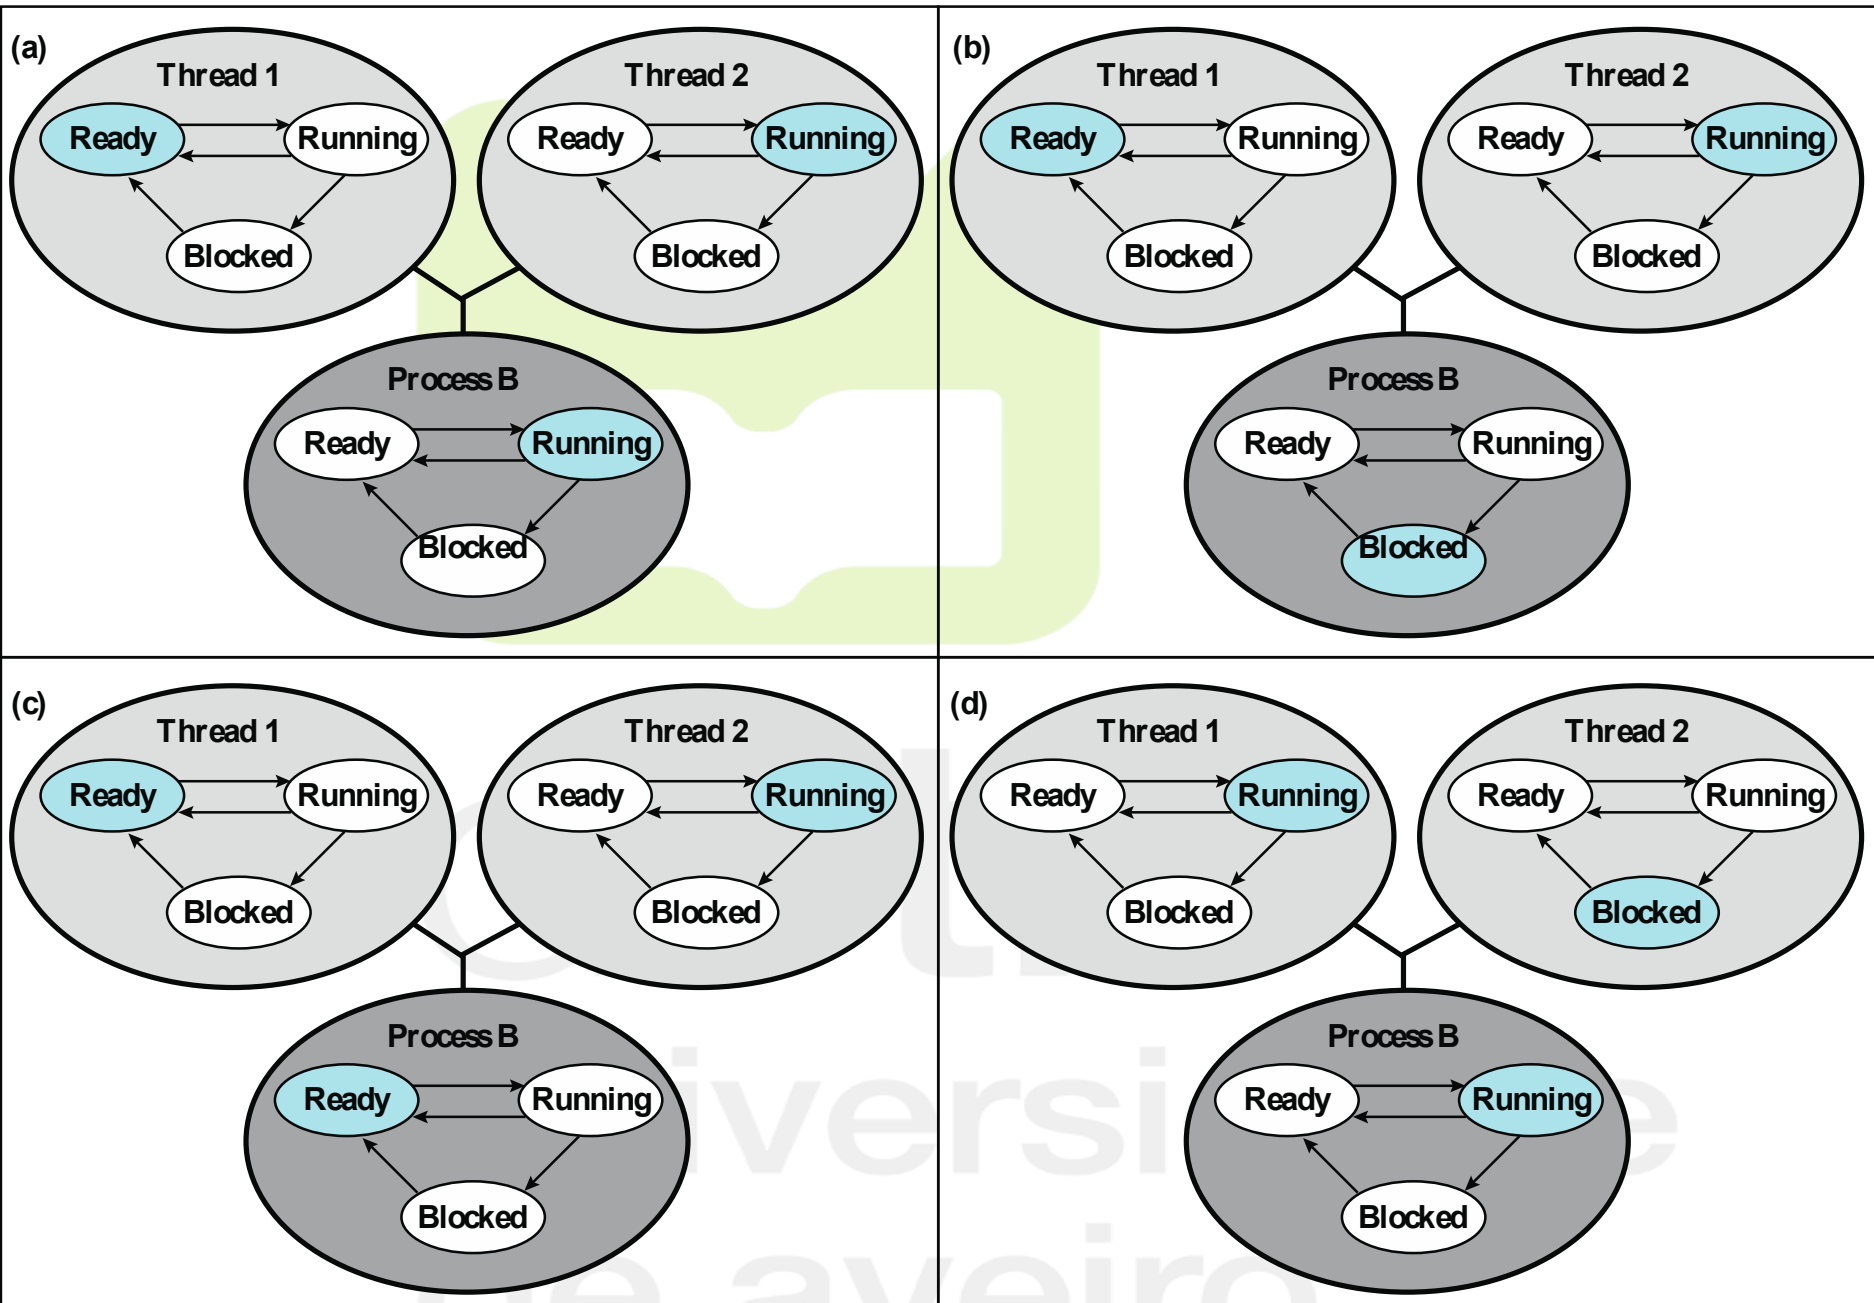 (a)
Thread 1
Thread 2
Ready
Running
Ready
Running
Blocked
Blocked
Process B
Ready
Running
Blocked
(b)
Thread 1
Thread 2
Ready
Running
Ready
Running
Blocked
Blocked
Process B
Ready
Running
Blocked
(c)
Thread 1
Thread 2
Ready
Running
Ready
Running
Blocked
Blocked
Process B
Ready
Running
Blocked
(d)
Thread 1
Thread 2
Ready
Running
Ready
Running
Blocked
Blocked
Process B
Ready
Running
Blocked
de aveiro